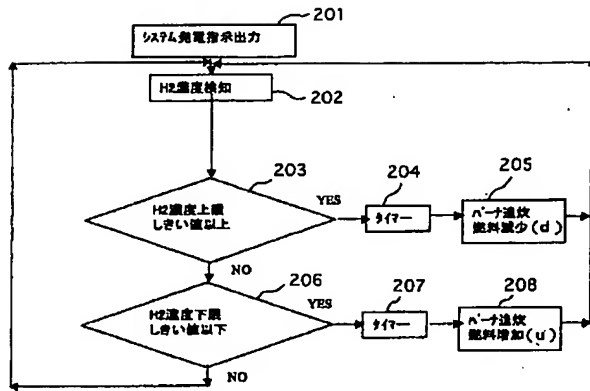 201
システム発電指示出力
H2濃度検知
202
203
204
205
H2濃度上限
しきい値以上
YES
タイマー
バーナ追炊
燃料減少(d)
NO
206
207
208
H2濃度下限
しきい値以下
YES
タイマー
バーナ追炊
燃料増加(u)
NO